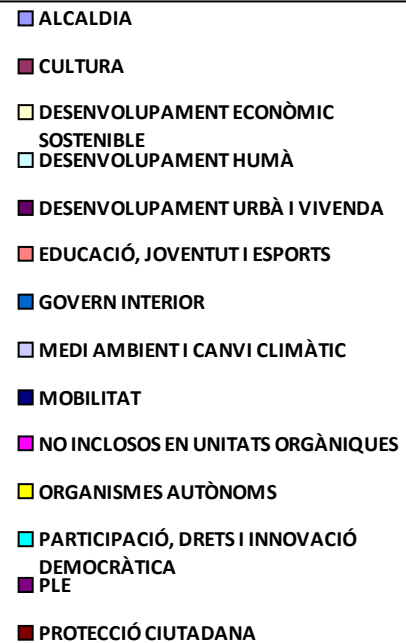 ALCALDIA
CULTURA
DESENVOLUPAMENT ECONÒMIC
SOSTENIBLE
DESENVOLUPAMENT HUMÀ
DESENVOLUPAMENT URBÀ I VIVENDA
EDUCACIÓ, JOVENTUT I ESPORTS
GOVERN INTERIOR
MEDI AMBIENT I CANVI CLIMÀTIC
MOBILITAT
NO INCLOSOS EN UNITATS ORGÀNIQUES
ORGANISMES AUTÒNOMS
PARTICIPACIÓ, DRETS I INNOVACIÓ
DEMOCRÀTICA
PLE
PROTECCIÓ CIUTADANA